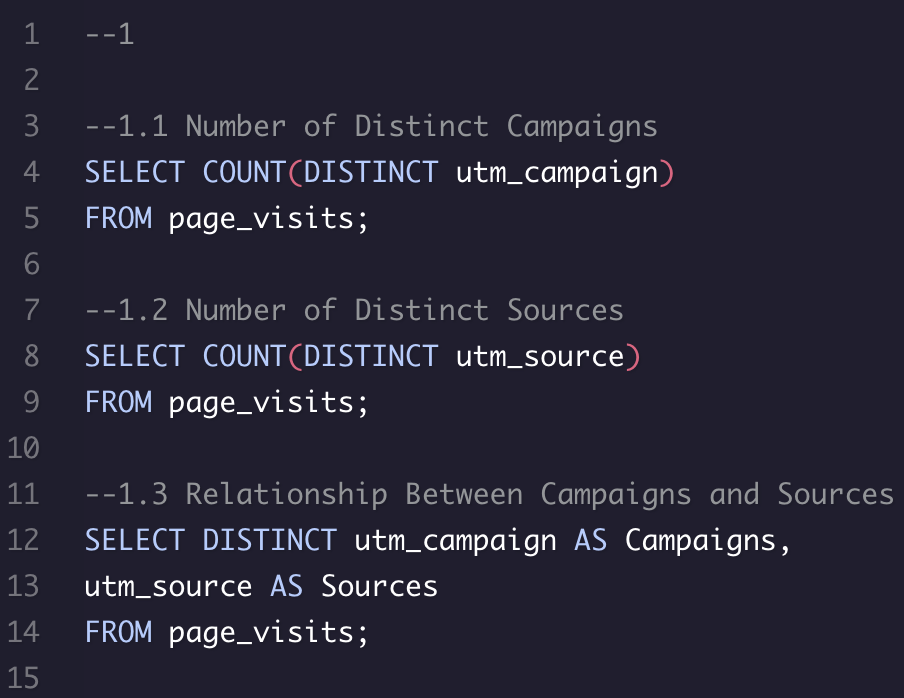 1 --1
2
3 --1.1 Number of Distinct Campaigns
4 SELECT COUNT(DISTINCT utm_campaign)
5 FROM page_visits;
6
7 --1.2 Number of Distinct Sources
8 SELECT COUNT(DISTINCT utm_source)
9 FROM page_visits;
10
11 --1.3 Relationship Between Campaigns and Sources
12 SELECT DISTINCT utm_campaign AS Campaigns,
13 utm_source AS Sources
14 FROM page_visits;
15